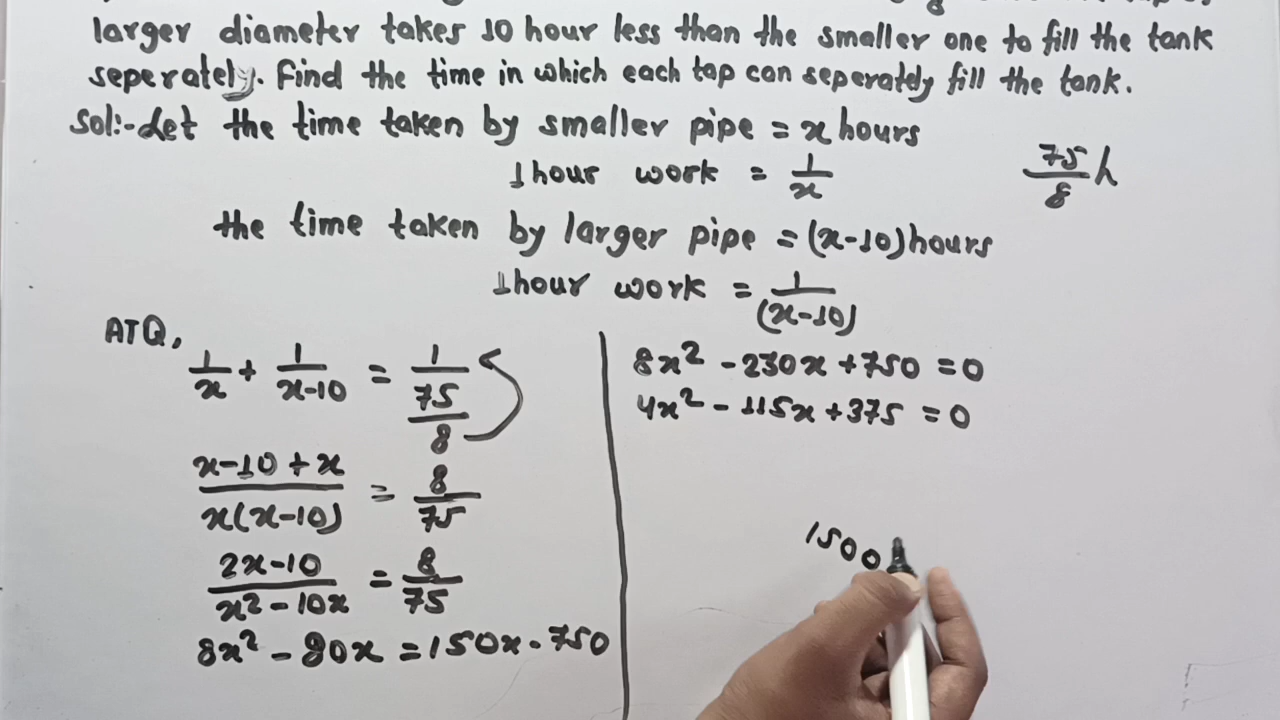 larger diameter takes 10 hour less than the smaller one to fill the tank
seperately. Find the time in which each tap can seperatly fill the tank.
Sol:- Let the time taken by smaller pipe = x hours
1 hour work = 1/x
75/8 h
the time taken by larger pipe = (x-10) hours
1 hour work = 1/(x-10)
ATQ,
1/x + 1/x-10 = 1/75/8
x-10+x/x(x-10) = 8/75
2x-10/x²-10x = 8/75
8x² - 80x = 150x - 750
8x² - 230x + 750 = 0
4x² - 115x + 375 = 0
1500